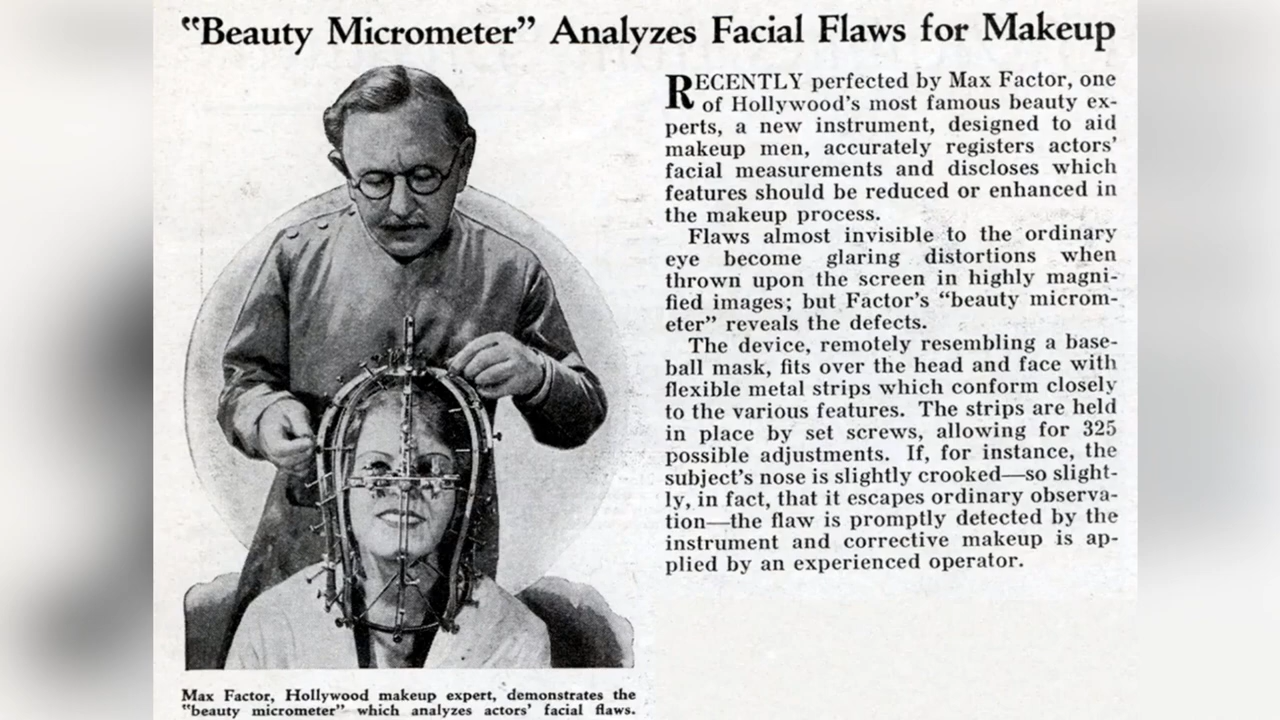 “Beauty Micrometer” Analyzes Facial Flaws for Makeup
RECENTLY perfected by Max Factor, one
of Hollywood’s most famous beauty ex-
perts, a new instrument, designed to aid
makeup men, accurately registers actors’
facial measurements and discloses which
features should be reduced or enhanced in
the makeup process.
Flaws almost invisible to the ordinary
eye become glaring distortions when
thrown upon the screen in highly magni-
fied images; but Factor’s “beauty microm-
eter” reveals the defects.
The device, remotely resembling a base-
ball mask, fits over the head and face with
flexible metal strips which conform closely
to the various features. The strips are held
in place by set screws, allowing for 325
possible adjustments. If, for instance, the
subject’s nose is slightly crooked—so slight-
ly, in fact, that it escapes ordinary observa-
tion—the flaw is promptly detected by the
instrument and corrective makeup is ap-
plied by an experienced operator.
Max Factor, Hollywood makeup expert, demonstrates the
“beauty micrometer” which analyzes actors’ facial flaws.